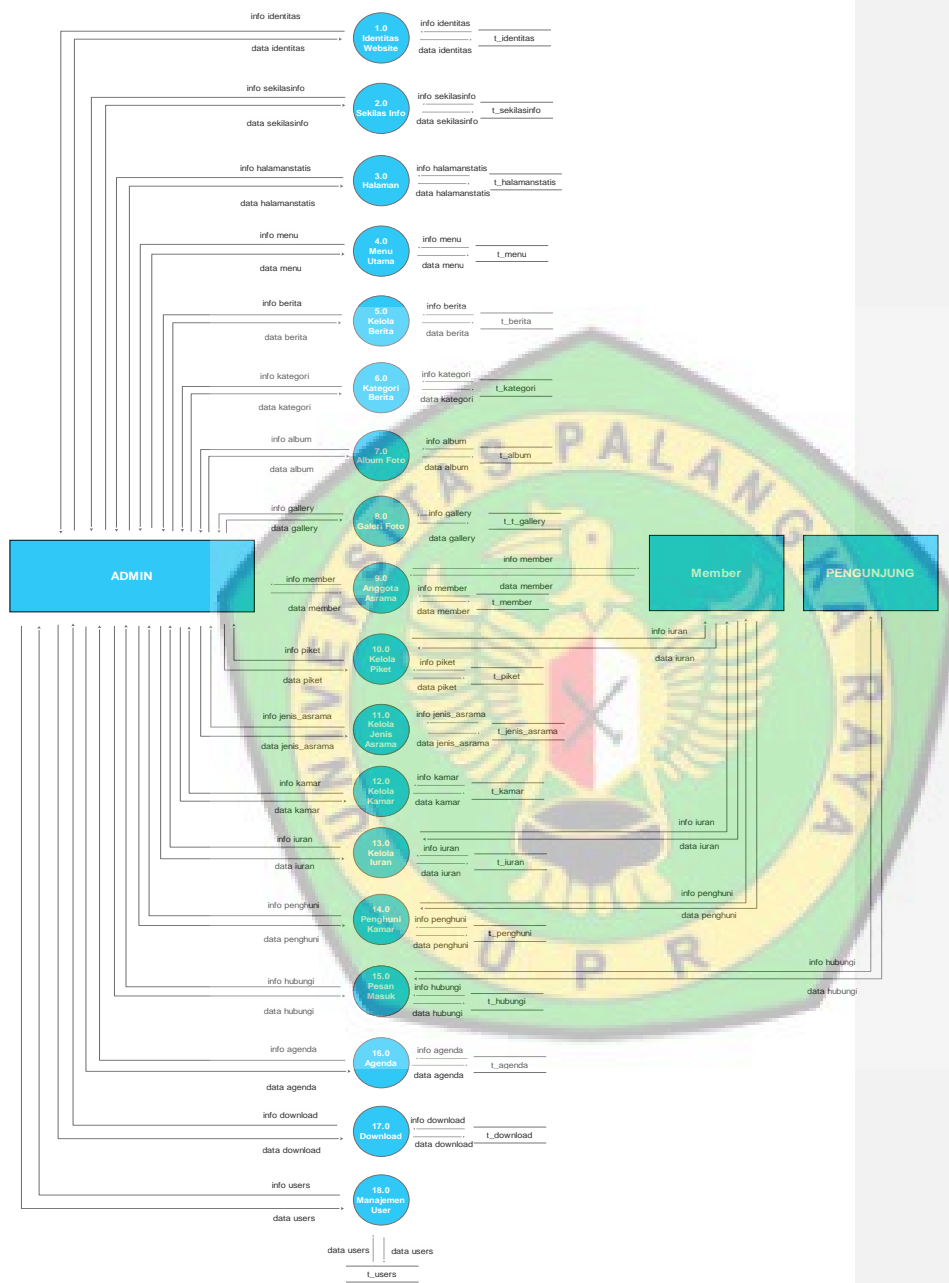 info identitas
data identitas
1.0
Identitas
Website
info identitas
data identitas
t_identitas
info sekilasinfo
data sekilasinfo
2.0
Sekilas Info
info sekilasinfo
data sekilasinfo
t_sekilasinfo
info halamanstatis
data halamanstatis
3.0
Halaman
info halamanstatis
data halamanstatis
t_halamanstatis
info menu
data menu
4.0
Menu
Utama
info menu
data menu
t_menu
info berita
data berita
5.0
Kelola
Berita
info berita
data berita
t_berita
info kategori
data kategori
6.0
Kategori
Berita
info kategori
data kategori
t_kategori
info album
data album
7.0
Album Foto
info album
data album
t_album
info gallery
data gallery
8.0
Galeri Foto
info gallery
data gallery
t_t_gallery
ADMIN
info member
data member
9.0
Anggota
Asrama
info member
data member
info member
data member
t_member
Member
PENGUNJUNG
info piket
data piket
10.0
Kelola
Piket
info piket
data piket
t_piket
info iuran
data iuran
info jenis_asrama
data jenis_asrama
11.0
Kelola
Jenis
Asrama
info jenis_asrama
data jenis_asrama
t_jenis_asrama
info kamar
data kamar
12.0
Kelola
Kamar
info kamar
data kamar
t_kamar
info iuran
data iuran
13.0
Kelola
Iuran
info iuran
data iuran
t_iuran
info iuran
data iuran
info penghuni
data penghuni
14.0
Penghuni
Kamar
info penghuni
data penghuni
t_penghuni
info penghuni
data penghuni
info hubungi
data hubungi
15.0
Pesan
Masuk
info hubungi
data hubungi
t_hubungi
info hubungi
data hubungi
info agenda
data agenda
16.0
Agenda
info agenda
data agenda
t_agenda
info download
data download
17.0
Download
info download
data download
t_download
info users
data users
18.0
Manajemen
User
data users
data users
t_users
UNIVERSITAS PALANGKA RAYA
UPR